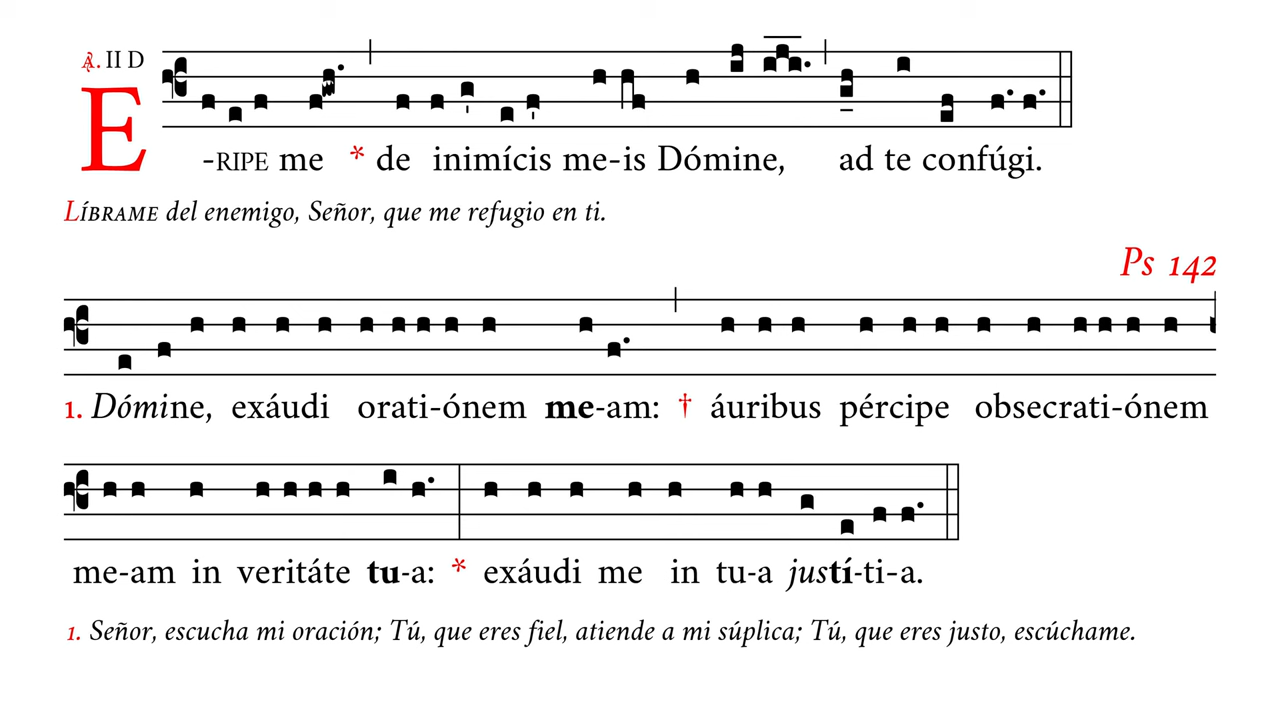 A. II D
E-RIPE me * de inimícis me-is Dómine, ad te confúgi.
LÍBRAME del enemigo, Señor, que me refugio en ti.
Ps 142
1. Dómine, exáudi orati-ónem me-am: † áuribus pércipe obsecrati-ónem
me-am in veritáte tu-a: * exáudi me in tu-a justí-ti-a.
1. Señor, escucha mi oración; Tú, que eres fiel, atiende a mi súplica; Tú, que eres justo, escúchame.